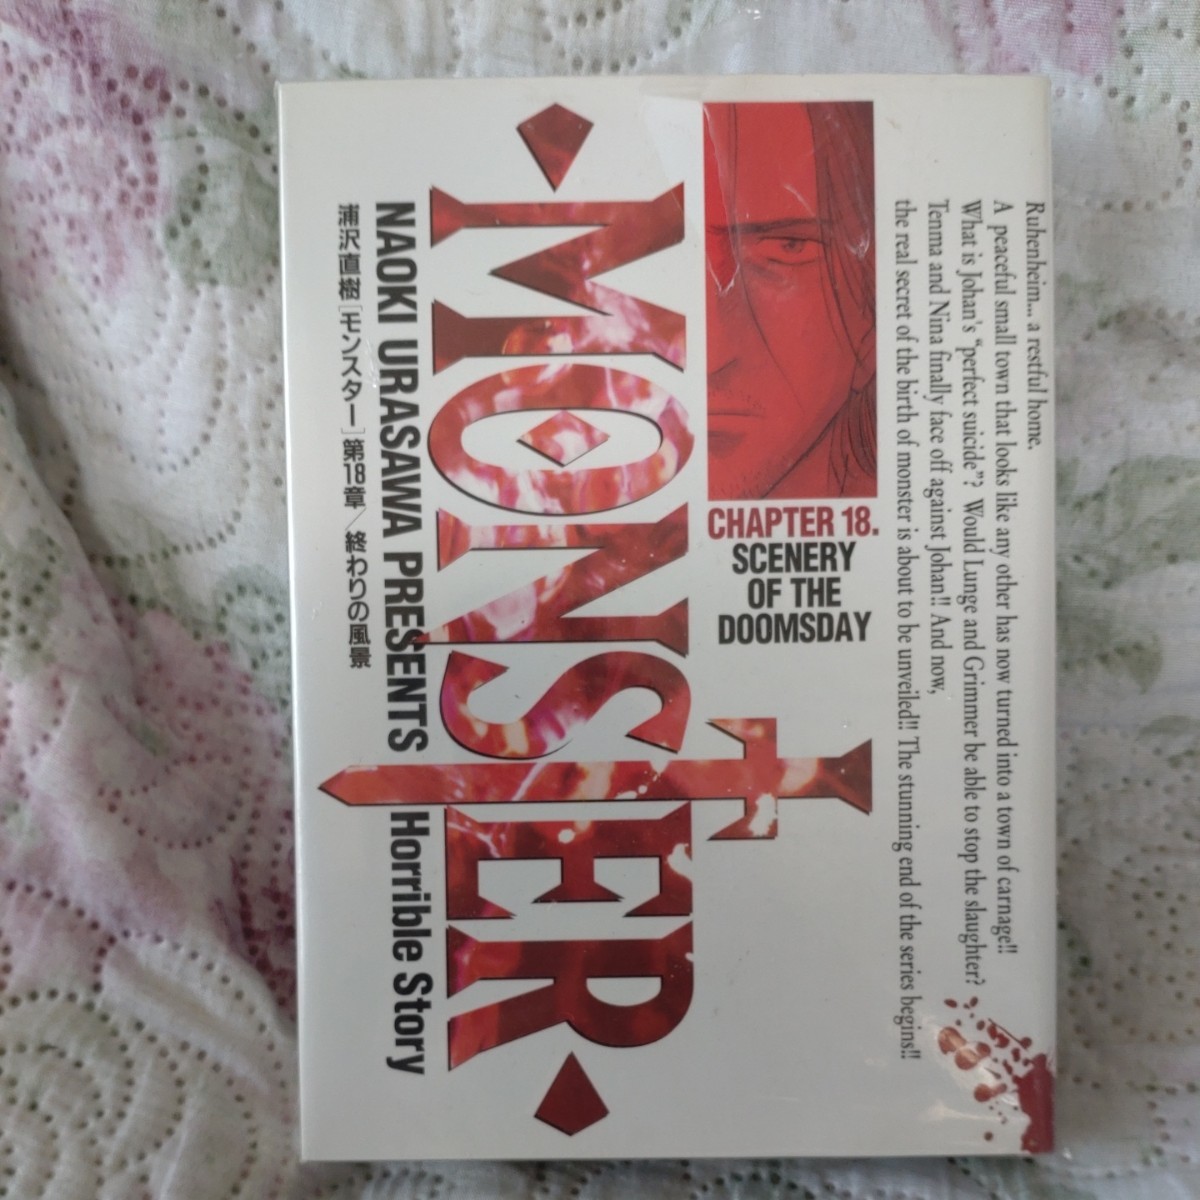 Ruhenheim... a restful home.
A peaceful small town that looks like any other has now turned into a town of carnage!!
What is Johan's "perfect suicide"? Would Lunge and Grimmer be able to stop the slaughter?
Tenma and Nina finally face off against Johan!! And now,
the real secret of the birth of monster is about to be unveiled!! The stunning end of the series begins!!
CHAPTER 18.
SCENERY
OF THE
DOOMSDAY
MONSTER
NAOKI URASAWA PRESENTS Horrible Story
浦沢直樹[モンスター]第18章/終わりの風景